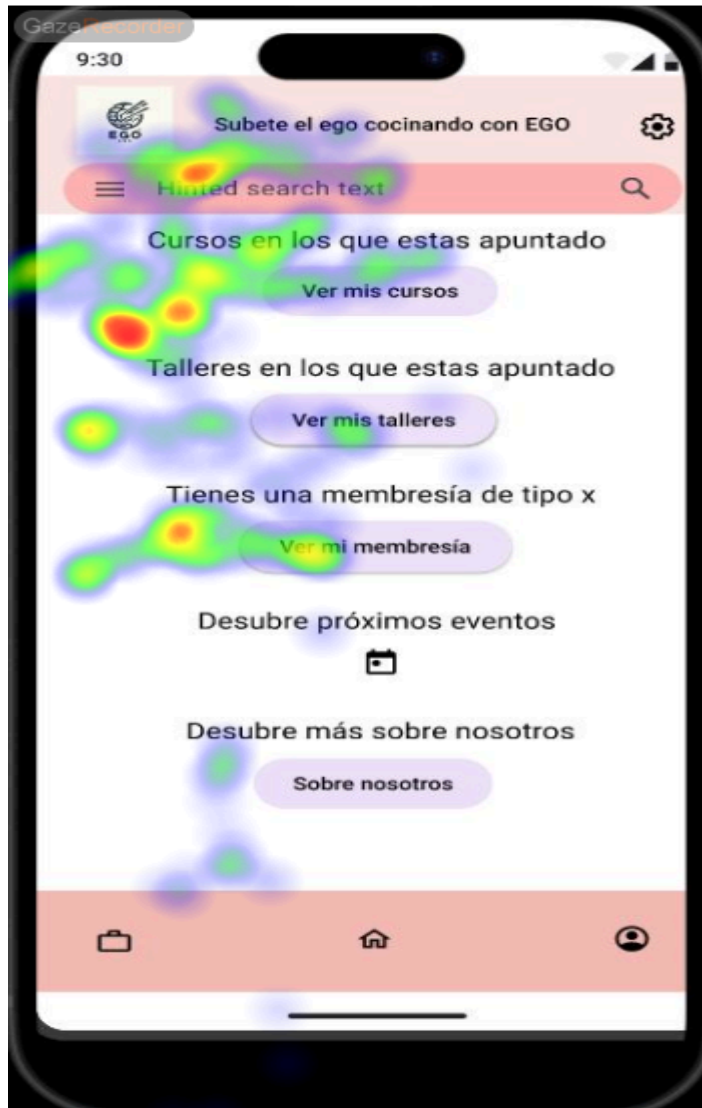 GazeRecorder
9:30
EGO
Subete el ego cocinando con EGO
Hinted search text
Cursos en los que estas apuntado
Ver mis cursos
Talleres en los que estas apuntado
Ver mis talleres
Tienes una membresía de tipo x
Ver mi membresía
Desubre próximos eventos
Desubre más sobre nosotros
Sobre nosotros